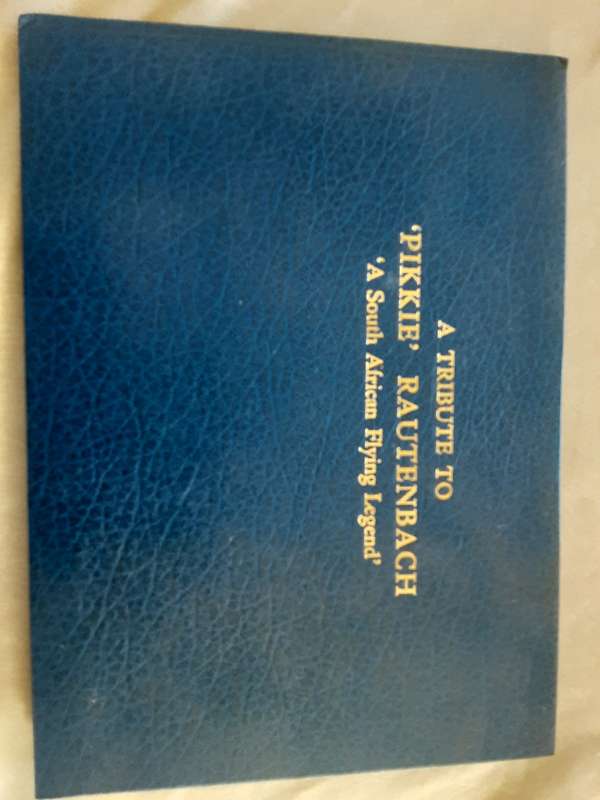 A TRIBUTE TO
‘PIKKIE’ RAUTENBACH
‘A South African Flying Legend’